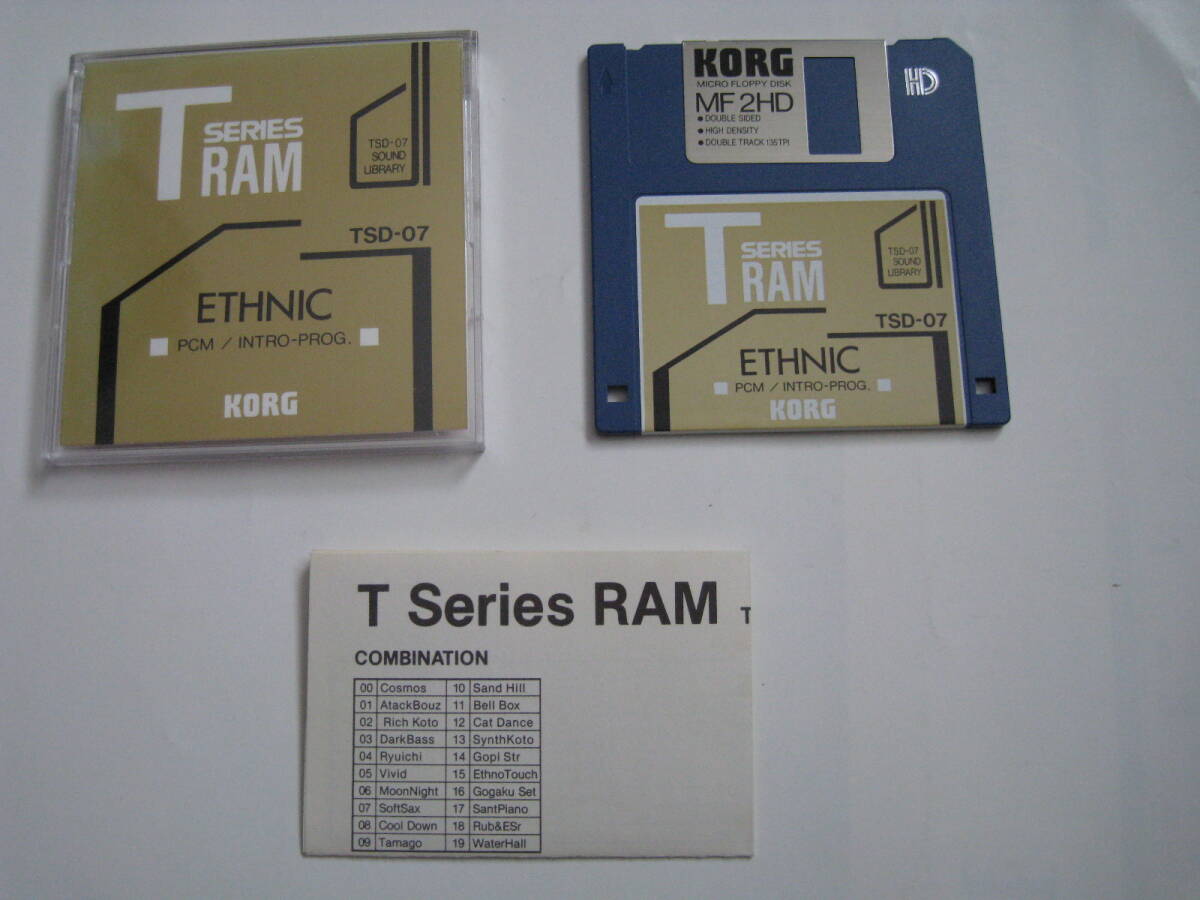 T SERIES RAM
TSD-07
SOUND
LIBRARY
TSD-07
ETHNIC
PCM / INTRO-PROG.
KORG
KORG
MICRO FLOPPY DISK
MF 2HD
● DOUBLE SIDED
● HIGH DENSITY
● DOUBLE TRACK 135TPI
HD
T SERIES RAM
TSD-07
SOUND
LIBRARY
TSD-07
ETHNIC
PCM / INTRO-PROG.
KORG
T Series RAM T
COMBINATION
00 Cosmos 10 Sand Hill
01 AtackBouz 11 Bell Box
02 Rich Koto 12 Cat Dance
03 DarkBass 13 SynthKoto
04 Ryuichi 14 Gopi Str
05 Vivid 15 EthnoTouch
06 MoonNight 16 Gogaku Set
07 SoftSax 17 SantPiano
08 Cool Down 18 Rub&ESr
09 Tamago 19 WaterHall